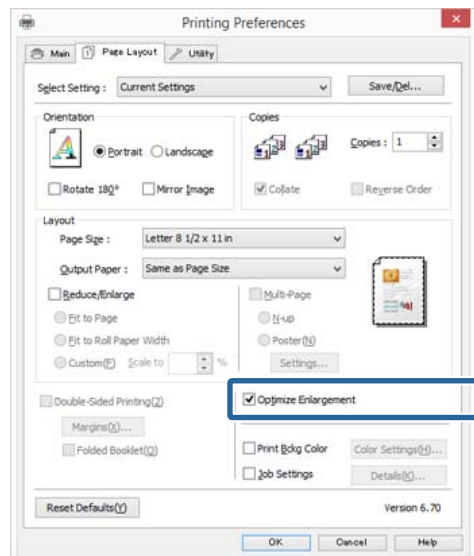 Printing Preferences
Main Page Layout Utility
Select Setting : Current Settings Save/Del...
Orientation Copies
Portrait Landscape Copies : 1
Rotate 180° Mirror Image Collate Reverse Order
Layout
Page Size : Letter 8 1/2 x 11 in
Output Paper : Same as Page Size
Reduce/Enlarge Multi-Page
Fit to Page N-up
Fit to Roll Paper Width Poster(N)
Custom(F) Scale to % Settings...
Double-Sided Printing(2) Optimize Enlargement
Margins(X)...
Folded Booklet(Q) Print Bckg Color Color Settings(H)...
Job Settings Details(K)...
Reset Defaults(Y) Version 6.70
OK Cancel Help